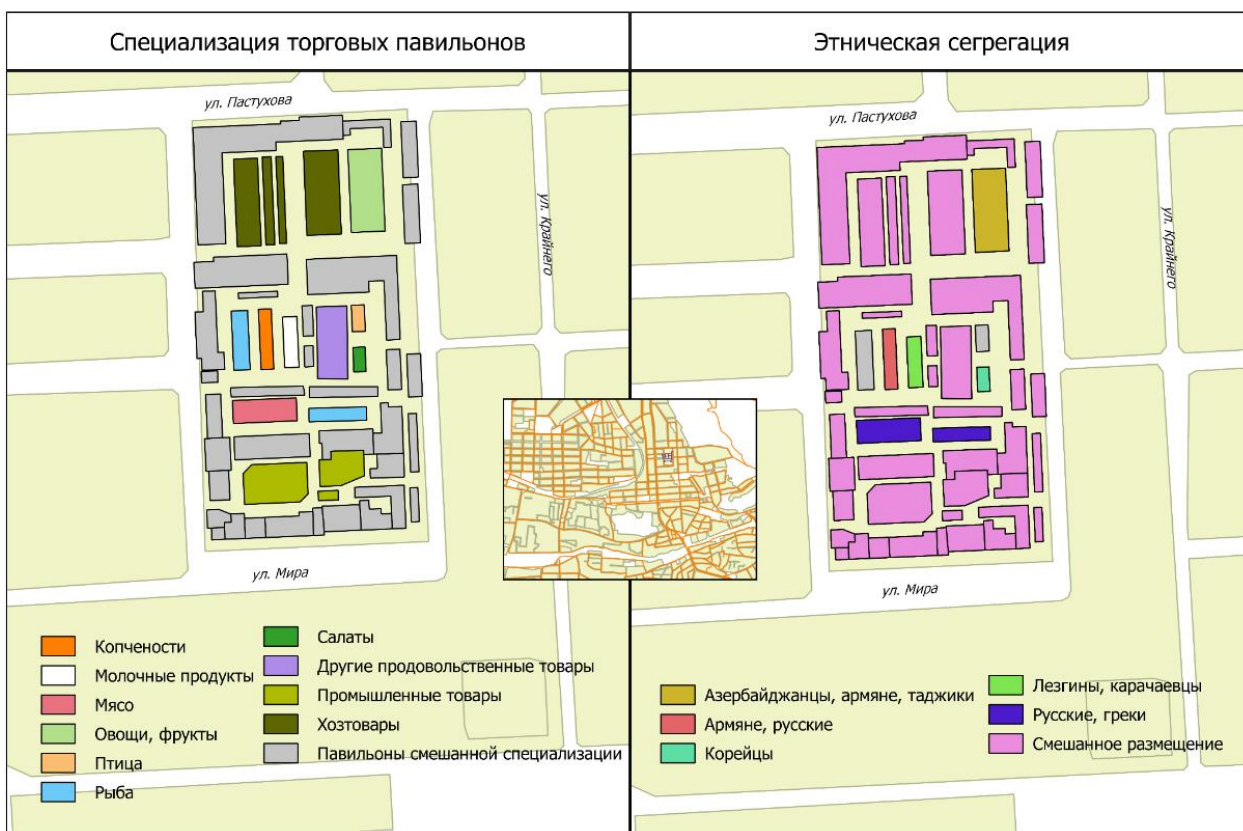 Специализация торговых павильонов
Этническая сегрегация
ул. Пастухова
ул. Крайнего
ул. Мира
Копчености
Молочные продукты
Мясо
Овощи, фрукты
Птица
Рыба
Салаты
Другие продовольственные товары
Промышленные товары
Хозтовары
Павильоны смешанной специализации
ул. Пастухова
ул. Крайнего
ул. Мира
Азербайджанцы, армяне, таджики
Армяне, русские
Корейцы
Лезгины, карачаевцы
Русские, греки
Смешанное размещение